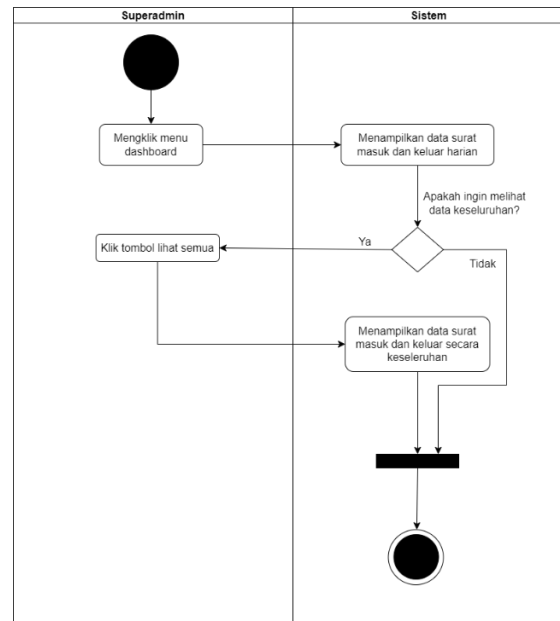 Superadmin
Sistem
Mengklik menu
dashboard
Menampilkan data surat
masuk dan keluar harian
Apakah ingin melihat
data keseluruhan?
Klik tombol lihat semua
Ya
Tidak
Menampilkan data surat
masuk dan keluar secara
keseleruhan